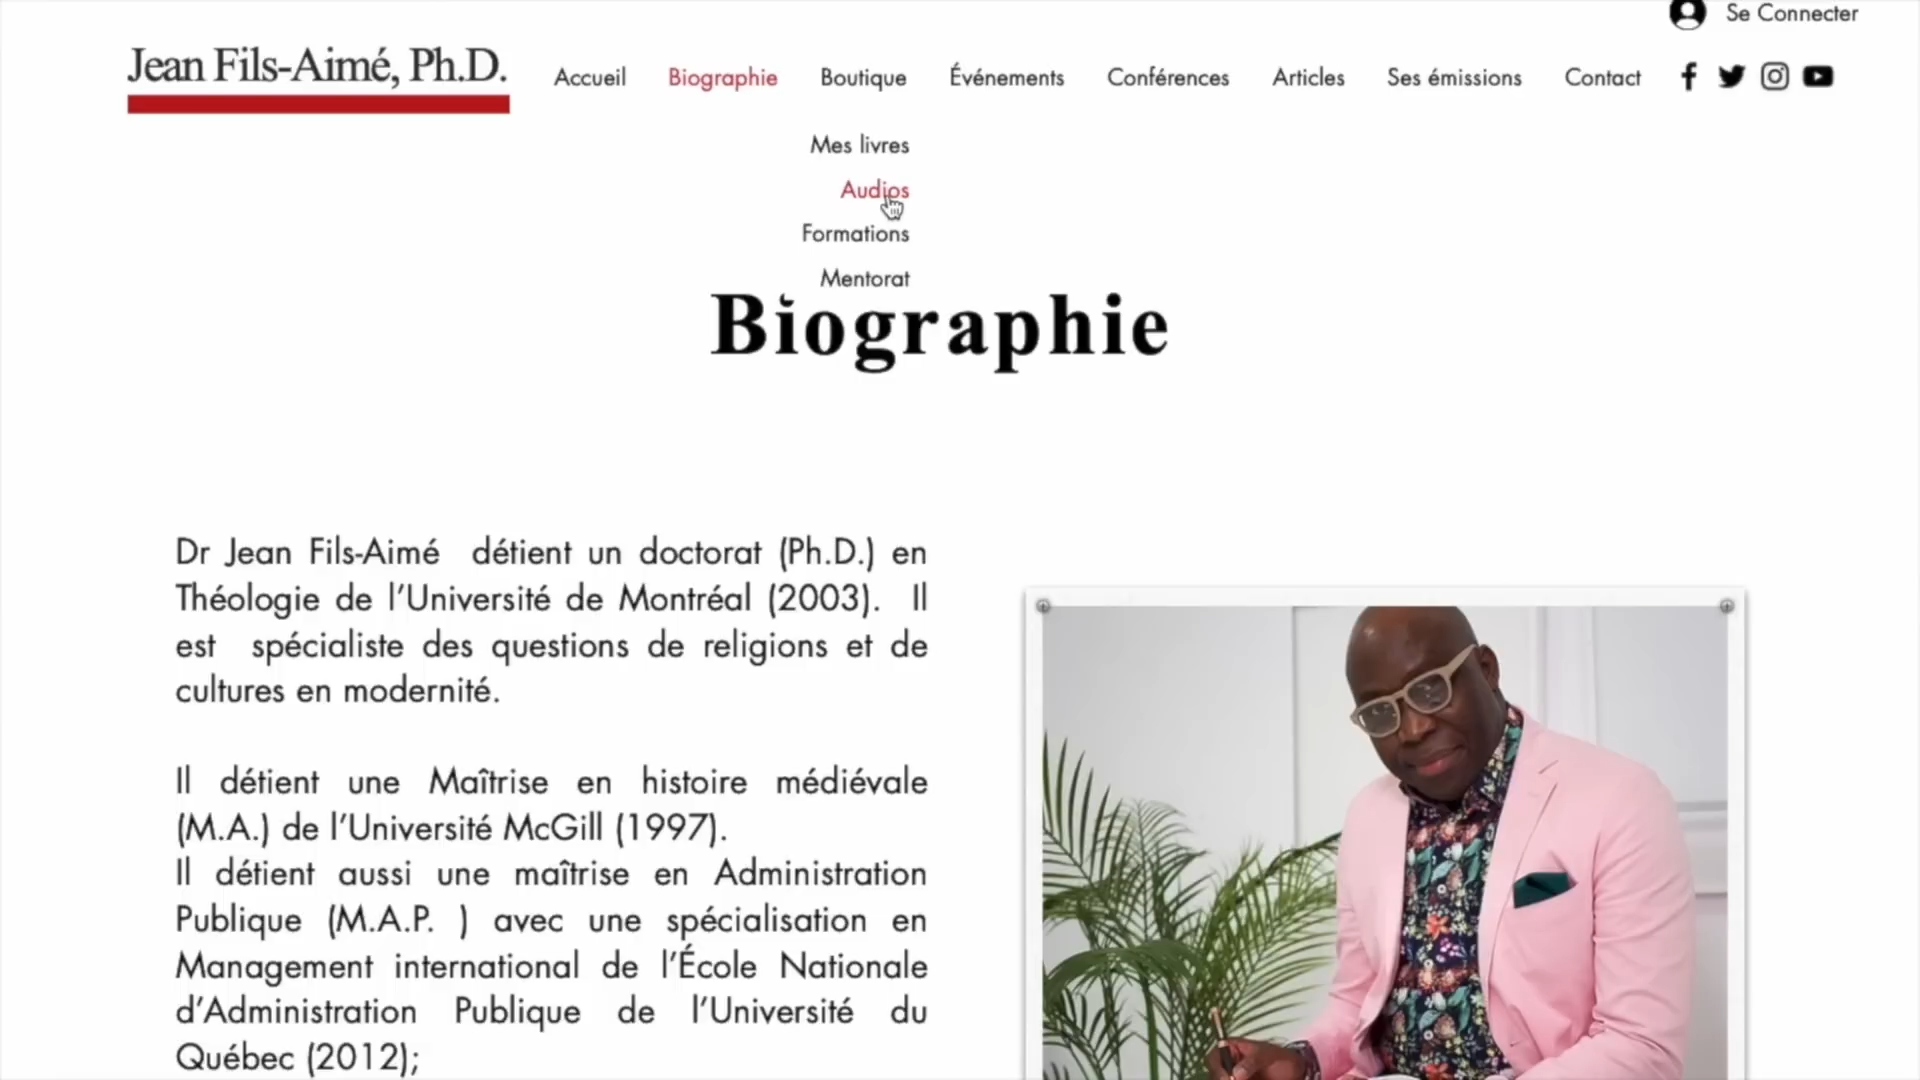 Se Connecter
Jean Fils-Aimé, Ph.D.
Accueil Biographie Boutique Événements Conférences Articles Ses émissions Contact
Mes livres
Audios
Formations
Mentorat
Biographie
Dr Jean Fils-Aimé détient un doctorat (Ph.D.) en
Théologie de l'Université de Montréal (2003). Il
est spécialiste des questions de religions et de
cultures en modernité.
Il détient une Maîtrise en histoire médiévale
(M.A.) de l'Université McGill (1997).
Il détient aussi une maîtrise en Administration
Publique (M.A.P. ) avec une spécialisation en
Management international de l'École Nationale
d'Administration Publique de l'Université du
Québec (2012);